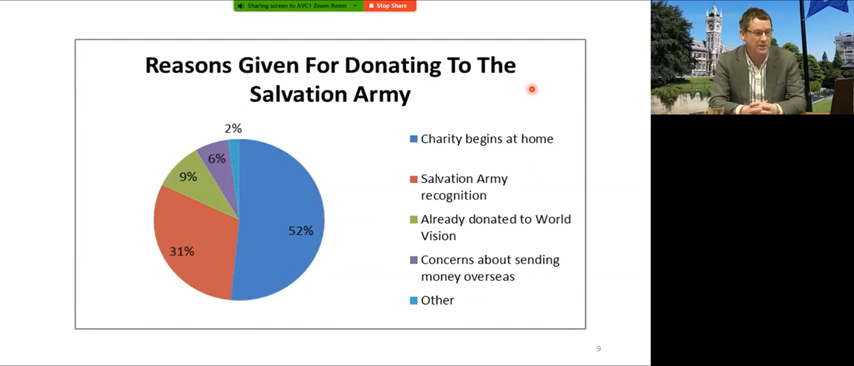 Sharing screen to AVC1 Zoom Room
Stop Share
Reasons Given For Donating To The
Salvation Army
2%
6%
9%
31%
52%
Charity begins at home
Salvation Army
recognition
Already donated to World
Vision
Concerns about sending
money overseas
Other
9